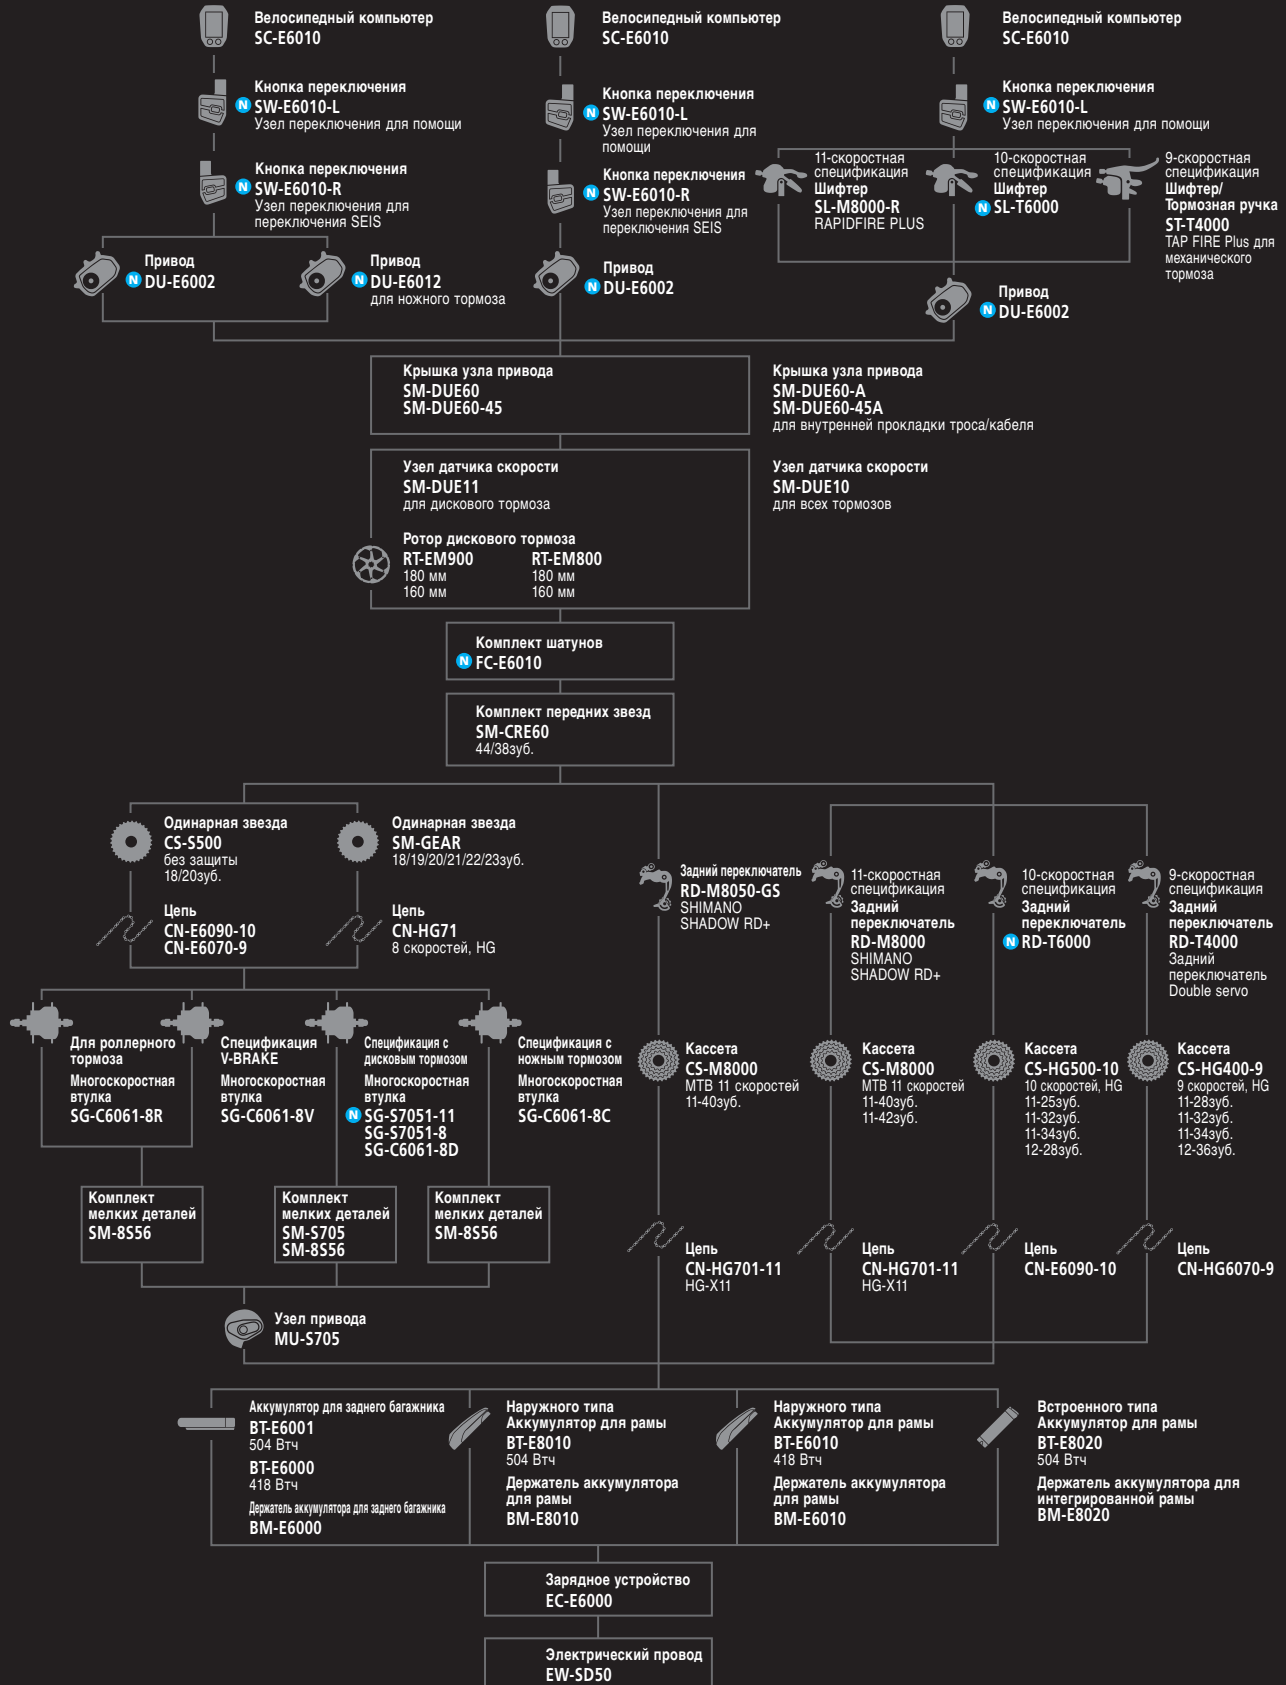 Велосипедный компьютер
SC-E6010
Кнопка переключения
N SW-E6010-L
Узел переключения для помощи
Кнопка переключения
N SW-E6010-R
Узел переключения для
переключения SEIS
Привод
N DU-E6002
Привод
N DU-E6012
для ножного тормоза
Велосипедный компьютер
SC-E6010
Кнопка переключения
N SW-E6010-L
Узел переключения для
помощи
Кнопка переключения
N SW-E6010-R
Узел переключения для
переключения SEIS
Привод
N DU-E6002
Велосипедный компьютер
SC-E6010
Кнопка переключения
N SW-E6010-L
Узел переключения для помощи
11-скоростная
спецификация
Шифтер
SL-M8000-R
RAPIDFIRE PLUS
10-скоростная
спецификация
Шифтер
N SL-T6000
9-скоростная
спецификация
Шифтер/
Тормозная ручка
ST-T4000
TAP FIRE Plus для
механического
тормоза
Привод
N DU-E6002
Крышка узла привода
SM-DUE60
SM-DUE60-45
Крышка узла привода
SM-DUE60-A
SM-DUE60-45A
для внутренней прокладки троса/кабеля
Узел датчика скорости
SM-DUE11
для дискового тормоза
Узел датчика скорости
SM-DUE10
для всех тормозов
Ротор дискового тормоза
RT-EM900
180 мм
160 мм
RT-EM800
180 мм
160 мм
Комплект шатунов
N FC-E6010
Комплект передних звезд
SM-CRE60
44/38зуб.
Одинарная звезда
CS-S500
без защиты
18/20зуб.
Цепь
CN-E6090-10
CN-E6070-9
Одинарная звезда
SM-GEAR
18/19/20/21/22/23зуб.
Цепь
CN-HG71
8 скоростей, HG
Задний переключатель
RD-M8050-GS
SHIMANO
SHADOW RD+
11-скоростная
спецификация
Задний
переключатель
RD-M8000
SHIMANO
SHADOW RD+
10-скоростная
спецификация
Задний
переключатель
N RD-T6000
9-скоростная
спецификация
Задний
переключатель
RD-T4000
Задний
переключатель
Double servo
Для роллерного
тормоза
Многоскоростная
втулка
SG-C6061-8R
Спецификация
V-BRAKE
Многоскоростная
втулка
SG-C6061-8V
Спецификация с
дисковым тормозом
Многоскоростная
втулка
N SG-S7051-11
SG-S7051-8
SG-C6061-8D
Спецификация с
ножным тормозом
Многоскоростная
втулка
SG-C6061-8C
Кассета
CS-M8000
МТВ 11 скоростей
11-40зуб.
Кассета
CS-M8000
МТВ 11 скоростей
11-40зуб.
11-42зуб.
Кассета
CS-HG500-10
10 скоростей, HG
11-25зуб.
11-32зуб.
11-34зуб.
12-28зуб.
Кассета
CS-HG400-9
9 скоростей, HG
11-28зуб.
11-32зуб.
11-34зуб.
12-36зуб.
Комплект
мелких деталей
SM-8S56
Комплект
мелких деталей
SM-S705
SM-8S56
Комплект
мелких деталей
SM-8S56
Цепь
CN-HG701-11
HG-X11
Цепь
CN-HG701-11
HG-X11
Цепь
CN-E6090-10
Цепь
CN-HG6070-9
Узел привода
MU-S705
Аккумулятор для заднего багажника
BT-E6001
504 Втч
BT-E6000
418 Втч
Держатель аккумулятора для заднего багажника
BM-E6000
Наружного типа
Аккумулятор для рамы
BT-E8010
504 Втч
Держатель аккумулятора
для рамы
BM-E8010
Наружного типа
Аккумулятор для рамы
BT-E6010
418 Втч
Держатель аккумулятора
для рамы
BM-E6010
Встроенного типа
Аккумулятор для рамы
BT-E8020
504 Втч
Держатель аккумулятора для
интегрированной рамы
BM-E8020
Зарядное устройство
EC-E6000
Электрический провод
EW-SD50